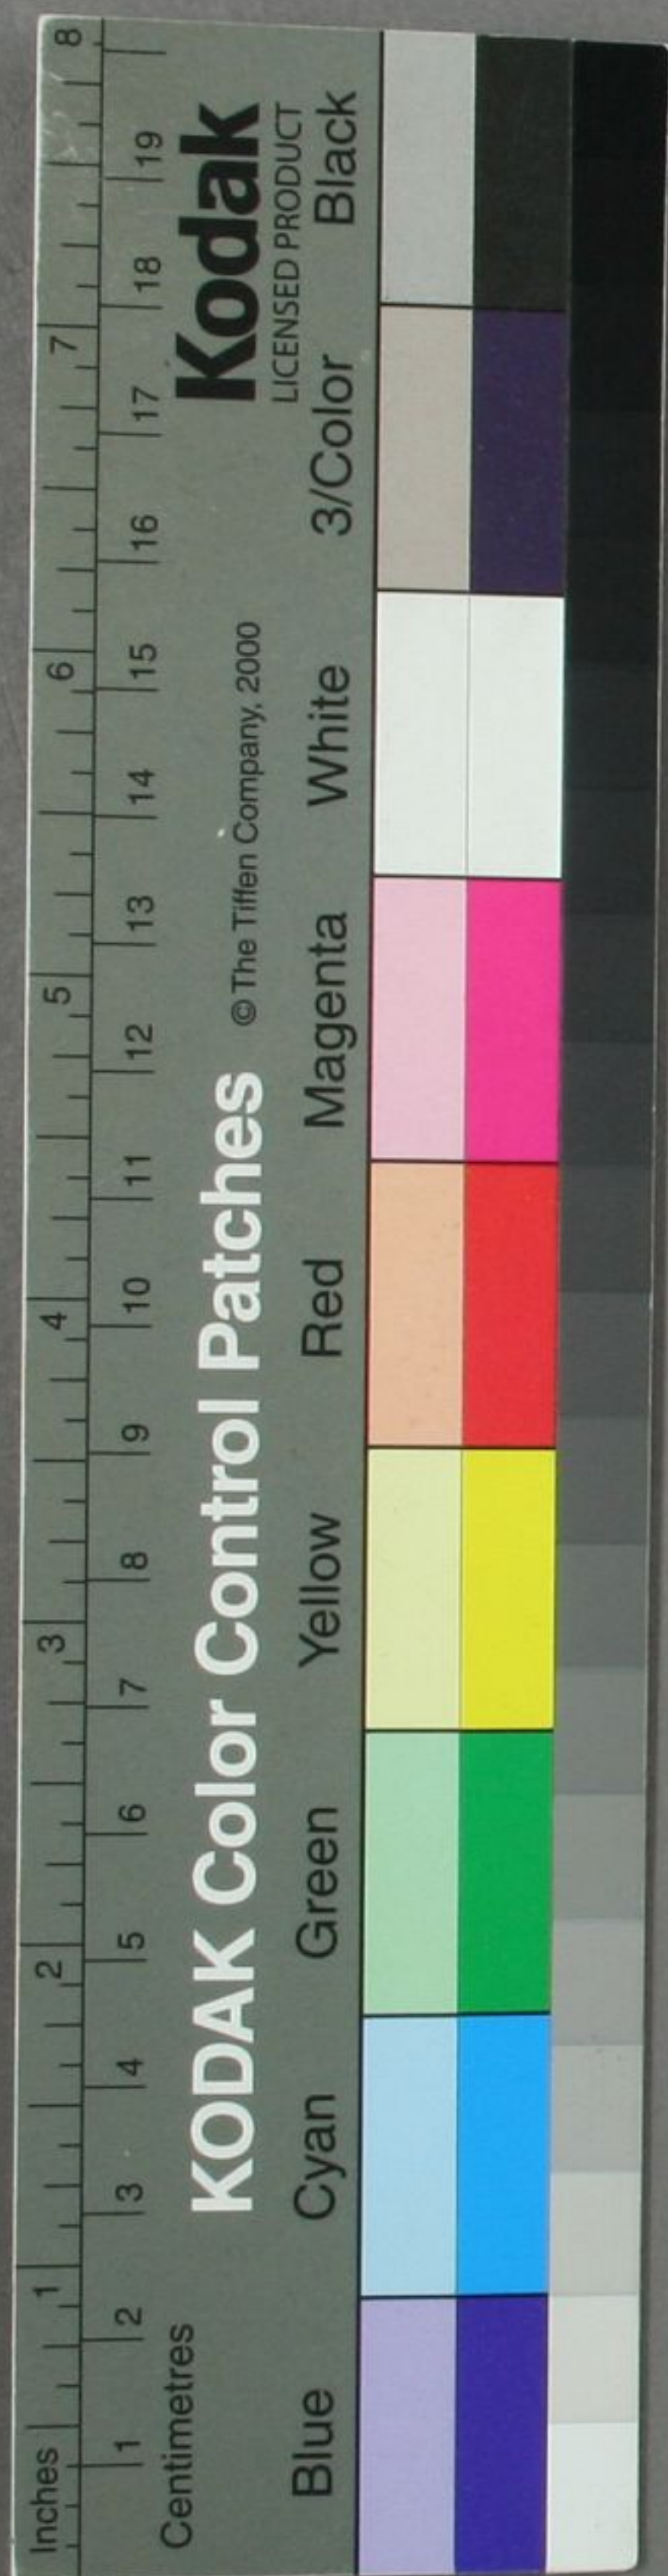 Inches 1 2 3 4 5 6 7 8
1 2 3 4 5 6 7 8 9 10 11 12 13 14 15 16 17 18 19
Centimetres
KODAK Color Control Patches © The Tiffen Company, 2000 Kodak
LICENSED PRODUCT
Blue Cyan Green Yellow Red Magenta White 3/Color Black